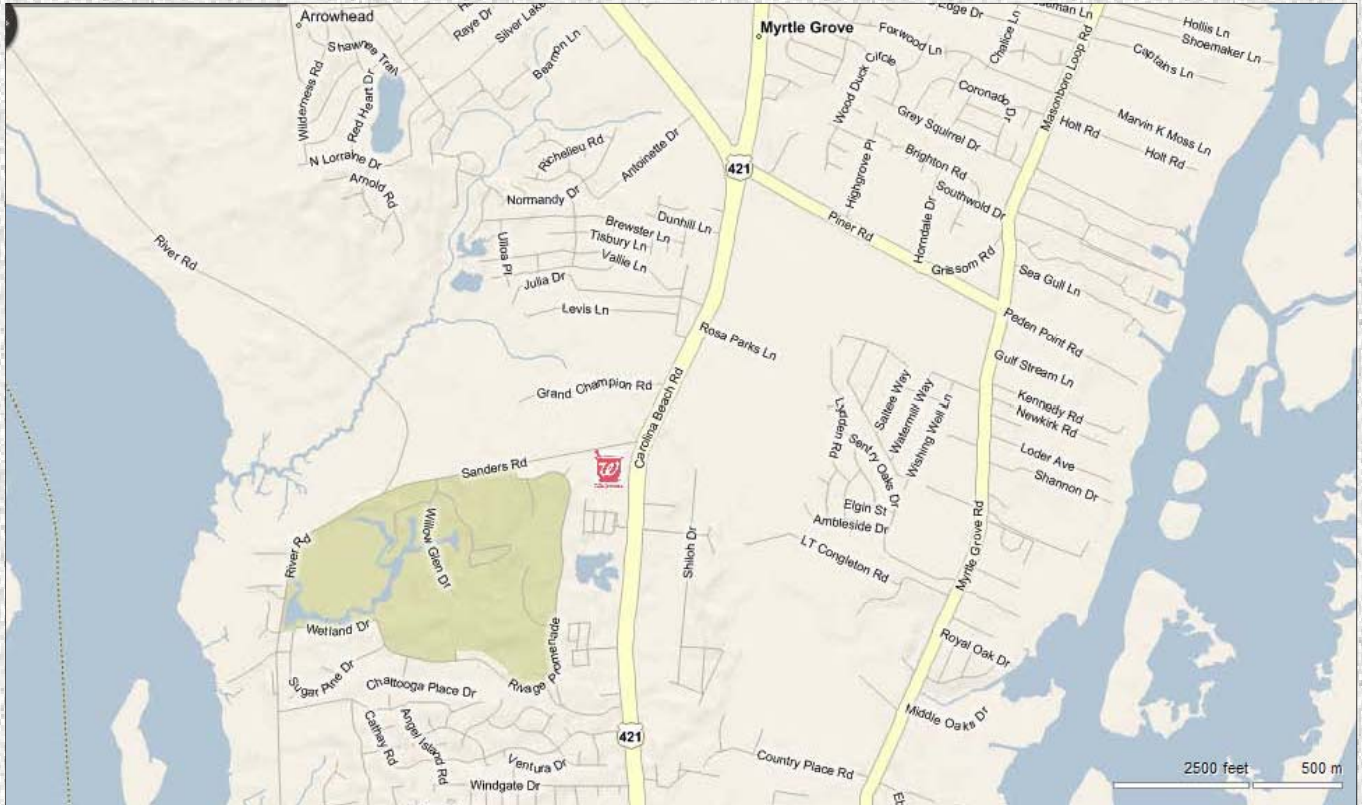 Arrowhead
Raye Dr
Silver Lake
Edge Dr
Myrtle Grove
Foxwood Ln
Chalice Ln
Hollis Ln
Shoemaker Ln
Captains Ln
Shawnee Trail
Beamon Ln
Wood Duck Circle
Masonboro Loop Rd
Wilderness Rd
Red Heart Dr
Coronado Dr
Grey Squirrel Dr
Holt Rd
Marvin K Moss Ln
Holt Rd
N Lorraine Dr
Richelieu Rd
Antoinette Dr
421
Brighton Rd
Highgrove Pl
Arnold Rd
Normandy Dr
Southwold Dr
Dunhill Ln
Brewster Ln
Piner Rd
Horndale Dr
River Rd
Ulloa Pl
Tisbury Ln
Vallie Ln
Grissom Rd
Julia Dr
Sea Gull Ln
Levis Ln
Rosa Parks Ln
Peden Point Rd
Gulf Stream Ln
Grand Champion Rd
Carolina Beach Rd
Saltee Way
Watermill Way
Wishing Well Ln
Kennedy Rd
Newkirk Rd
Lydden Rd
Sentry Oaks Dr
Loder Ave
Shannon Dr
Sanders Rd
W
Elgin St
Ambleside Dr
Willow Glen Dr
River Rd
Shiloh Dr
LT Congleton Rd
Myrtle Grove Rd
Wetland Dr
Royal Oak Dr
Sugar Pine Dr
Chattooga Place Dr
Rivage Promenade
Middle Oaks Dr
Cathay Rd
Angel Island Rd
421
Ventura Dr
Country Place Rd
Windgate Dr
2500 feet
500 m